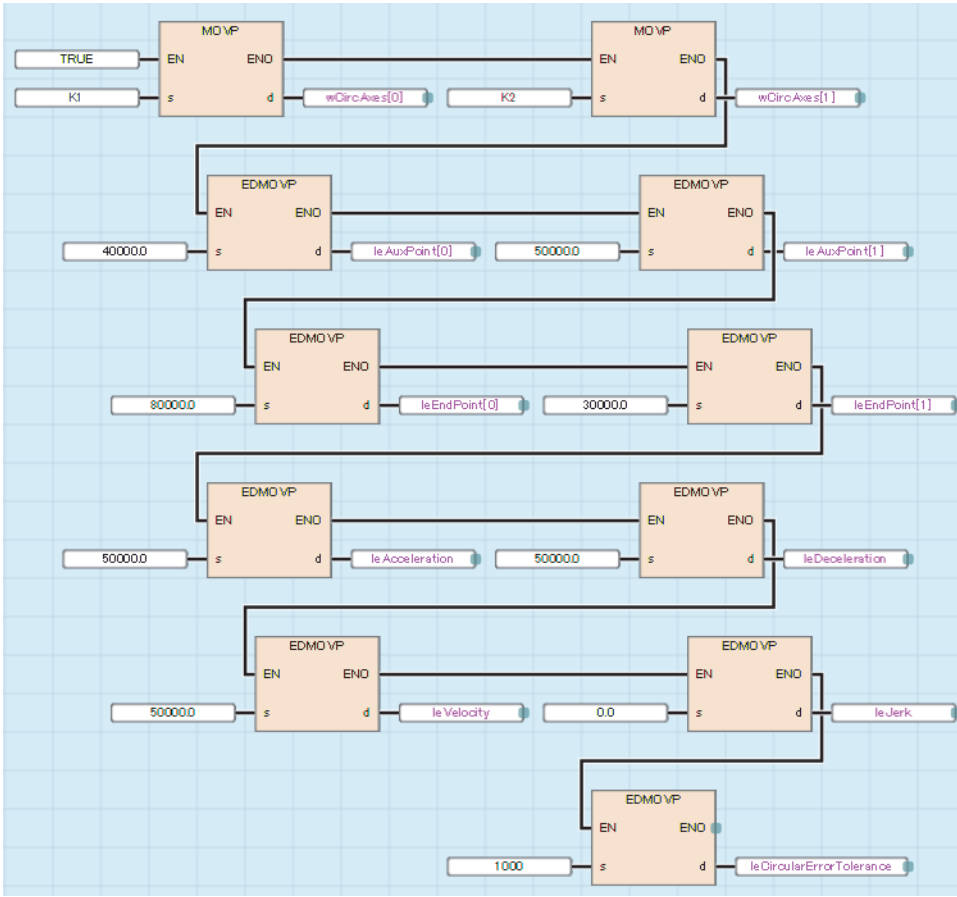 MOVP MOVP
TRUE EN ENO EN ENO
K1 s d wCircAxes[0] K2 s d wCircAxes[1]
EDMOVP EDMOVP
EN ENO EN ENO
40000.0 s d leAuxPoint[0] 50000.0 s d leAuxPoint[1]
EDMOVP EDMOVP
EN ENO EN ENO
80000.0 s d leEndPoint[0] 30000.0 s d leEndPoint[1]
EDMOVP EDMOVP
EN ENO EN ENO
50000.0 s d leAcceleration 50000.0 s d leDeceleration
EDMOVP EDMOVP
EN ENO EN ENO
50000.0 s d leVelocity 0.0 s d leJerk
EDMOVP
EN ENO
1000 s d leCircularErrorTolerance